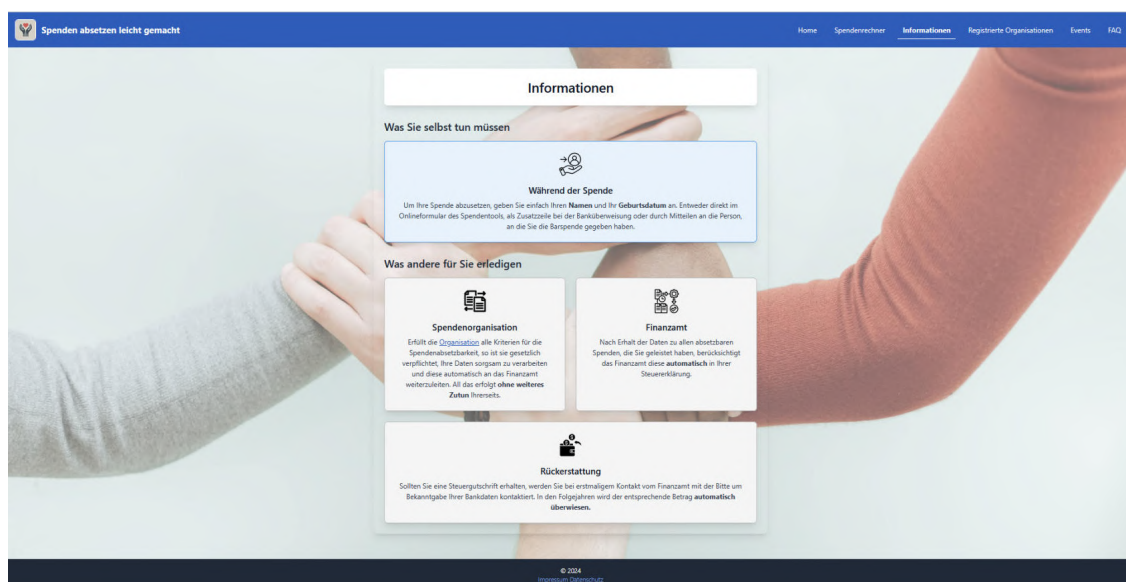 Spenden absetzen leicht gemacht
Home Spendenrechner Informationen Registrierte Organisationen Events FAQ
Informationen
Was Sie selbst tun müssen
Während der Spende
Um Ihre Spende abzusetzen, geben Sie einfach Ihren Namen und Ihr Geburtsdatum an. Entweder direkt im
Onlineformular des Spendentools, als Zusatzzeile bei der Banküberweisung oder durch Mitteilen an die Person,
an die Sie die Barspende gegeben haben.
Was andere für Sie erledigen
Spendenorganisation
Erfüllt die Organisation alle Kriterien für die
Spendenabsetzbarkeit, so ist sie gesetzlich
verpflichtet, Ihre Daten sorgsam zu verarbeiten
und diese automatisch an das Finanzamt
weiterzuleiten. All das erfolgt ohne weiteres
Zutun Ihrerseits.
Finanzamt
Nach Erhalt der Daten zu allen absetzbaren
Spenden, die Sie geleistet haben, berücksichtigt
das Finanzamt diese automatisch in Ihrer
Steuererklärung.
Rückerstattung
Sollten Sie eine Steuergutschrift erhalten, werden Sie bei erstmaligem Kontakt vom Finanzamt mit der Bitte um
Bekanntgabe Ihrer Bankdaten kontaktiert. In den Folgejahren wird der entsprechende Betrag automatisch
überwiesen.
© 2024
Impressum Datenschutz